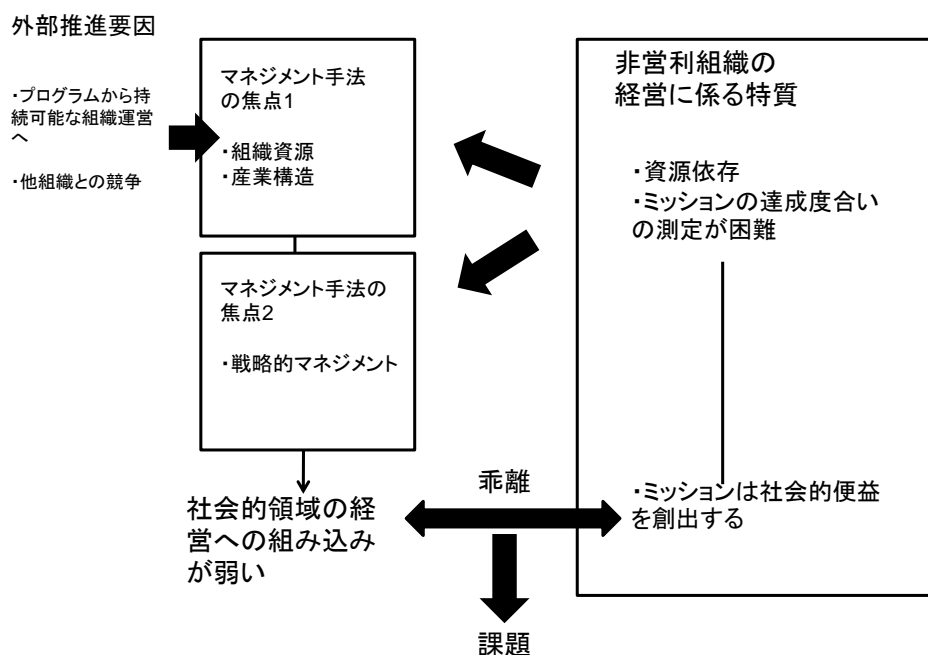 外部推進要因
・プログラムから持
続可能な組織運営
へ
・他組織との競争
マネジメント手法
の焦点1
・組織資源
・産業構造
マネジメント手法の
焦点2
・戦略的マネジメント
社会的領域の経
営への組み込み
が弱い
乖離
課題
非営利組織の
経営に係る特質
・資源依存
・ミッションの達成度合い
の測定が困難
・ミッションは社会的便益
を創出する